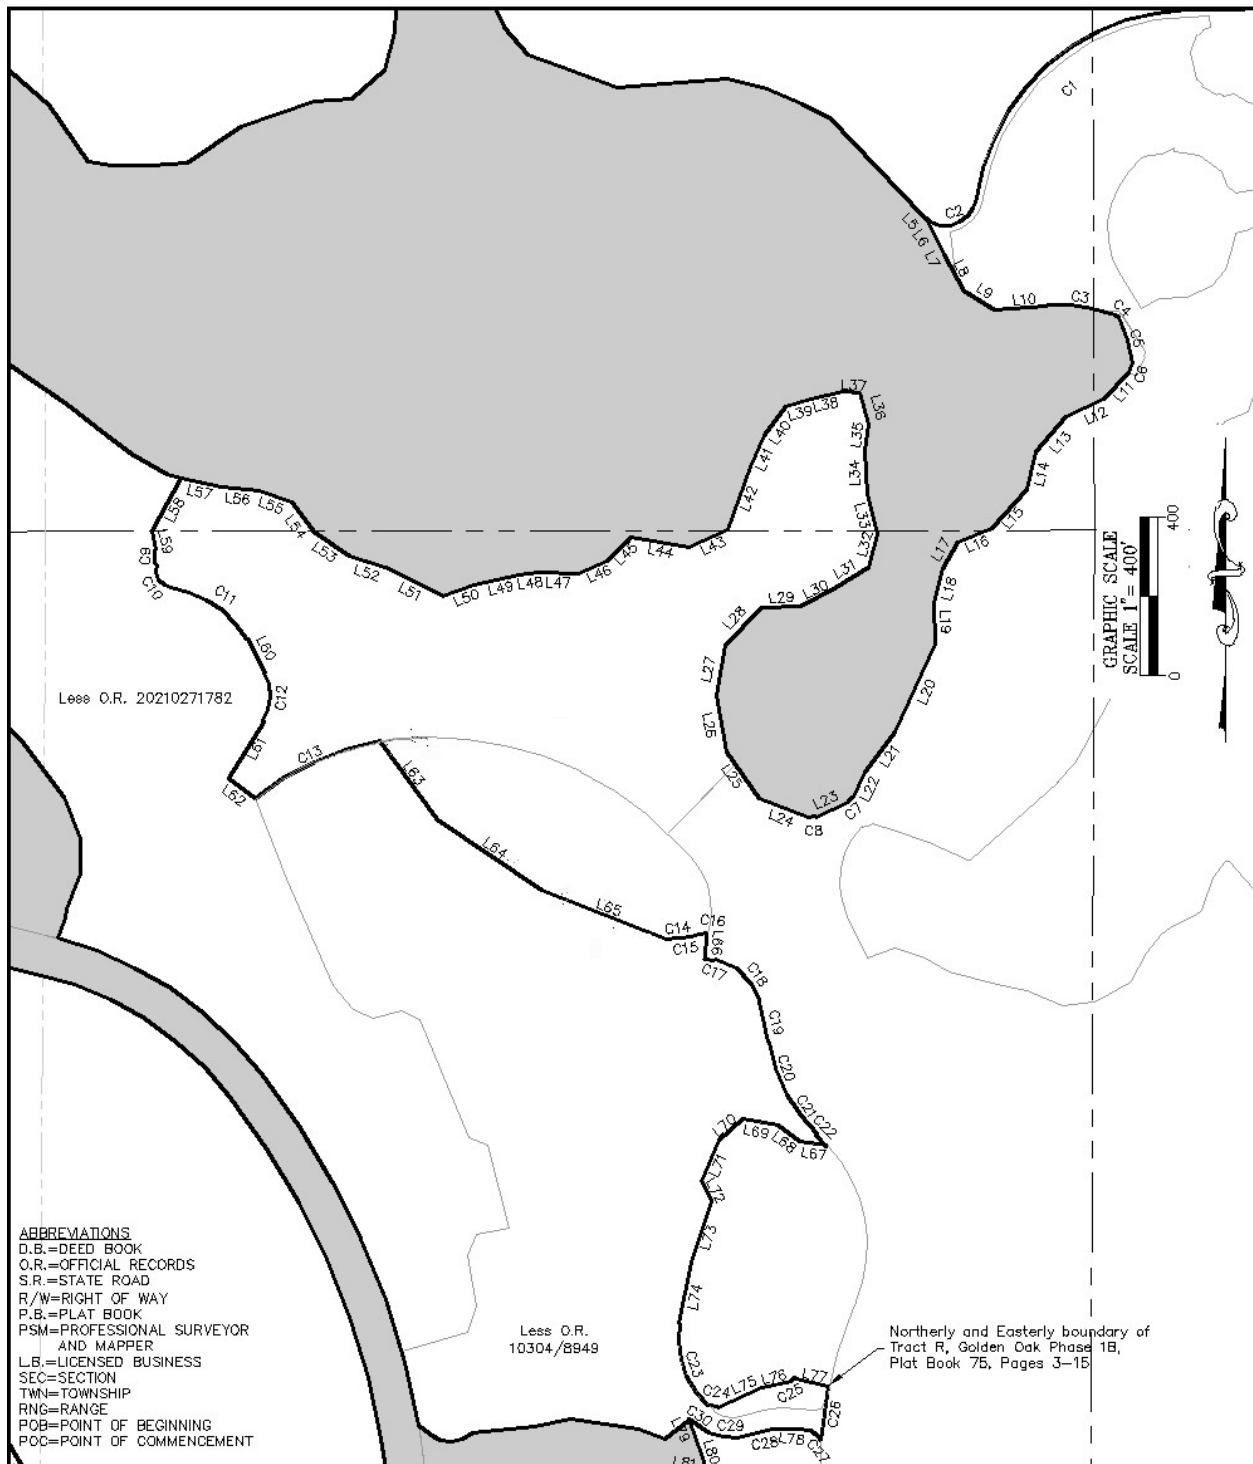 C1
C2
L5
L6
L7
L8
L9
L10
C3
C4
C5
C6
L11
L12
L13
L14
L15
L16
L17
L18
L19
L20
L21
L22
C7
L23
C8
L24
L25
L26
L27
L28
L29
L30
L31
L32
L33
L34
L35
L36
L37
L38
L39
L40
L41
L42
L43
L44
L45
L46
L47
L48
L49
L50
L51
L52
L53
L54
L55
L56
L57
L58
L59
C9
C10
C11
L60
C12
L61
L62
C13
L63
L64
L65
C14
C15
C16
L66
C17
C18
C19
C20
C21
C22
L67
L68
L69
L70
L71
L72
L73
L74
C23
C24
L75
L76
C25
L77
C26
C27
L78
C28
C29
C30
L79
L80
L81
GRAPHIC SCALE
SCALE 1"= 400'
0
400
Less O.R. 20210271782
Less O.R.
10304/8949
Northerly and Easterly boundary of
Tract R, Golden Oak Phase 1B,
Plat Book 75, Pages 3-15
ABBREVIATIONS
D.B.=DEED BOOK
O.R.=OFFICIAL RECORDS
S.R.=STATE ROAD
R/W=RIGHT OF WAY
P.B.=PLAT BOOK
PSM=PROFESSIONAL SURVEYOR
AND MAPPER
L.B.=LICENSED BUSINESS
SEC=SECTION
TWN=TOWNSHIP
RNG=RANGE
POB=POINT OF BEGINNING
POC=POINT OF COMMENCEMENT